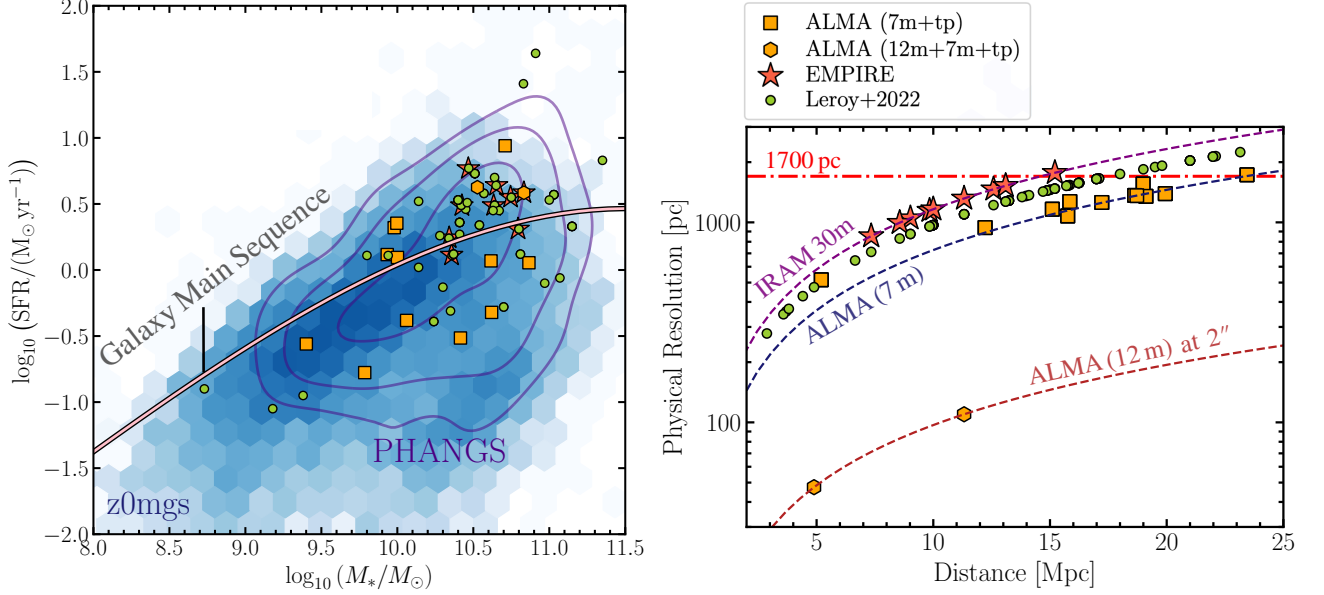 2.0
1.5
1.0
0.5
0.0
−0.5
−1.0
−1.5
−2.0
log₁₀ (SFR/(M⊙ yr⁻¹))
Galaxy Main Sequence
PHANGS
z0mgs
8.0 8.5 9.0 9.5 10.0 10.5 11.0 11.5
log₁₀ (M*/M⊙)
ALMA (7m+tp)
ALMA (12m+7m+tp)
EMPIRE
Leroy+2022
1700 pc
1000
100
Physical Resolution [pc]
IRAM 30m
ALMA (7 m)
ALMA (12 m) at 2″
5 10 15 20 25
Distance [Mpc]